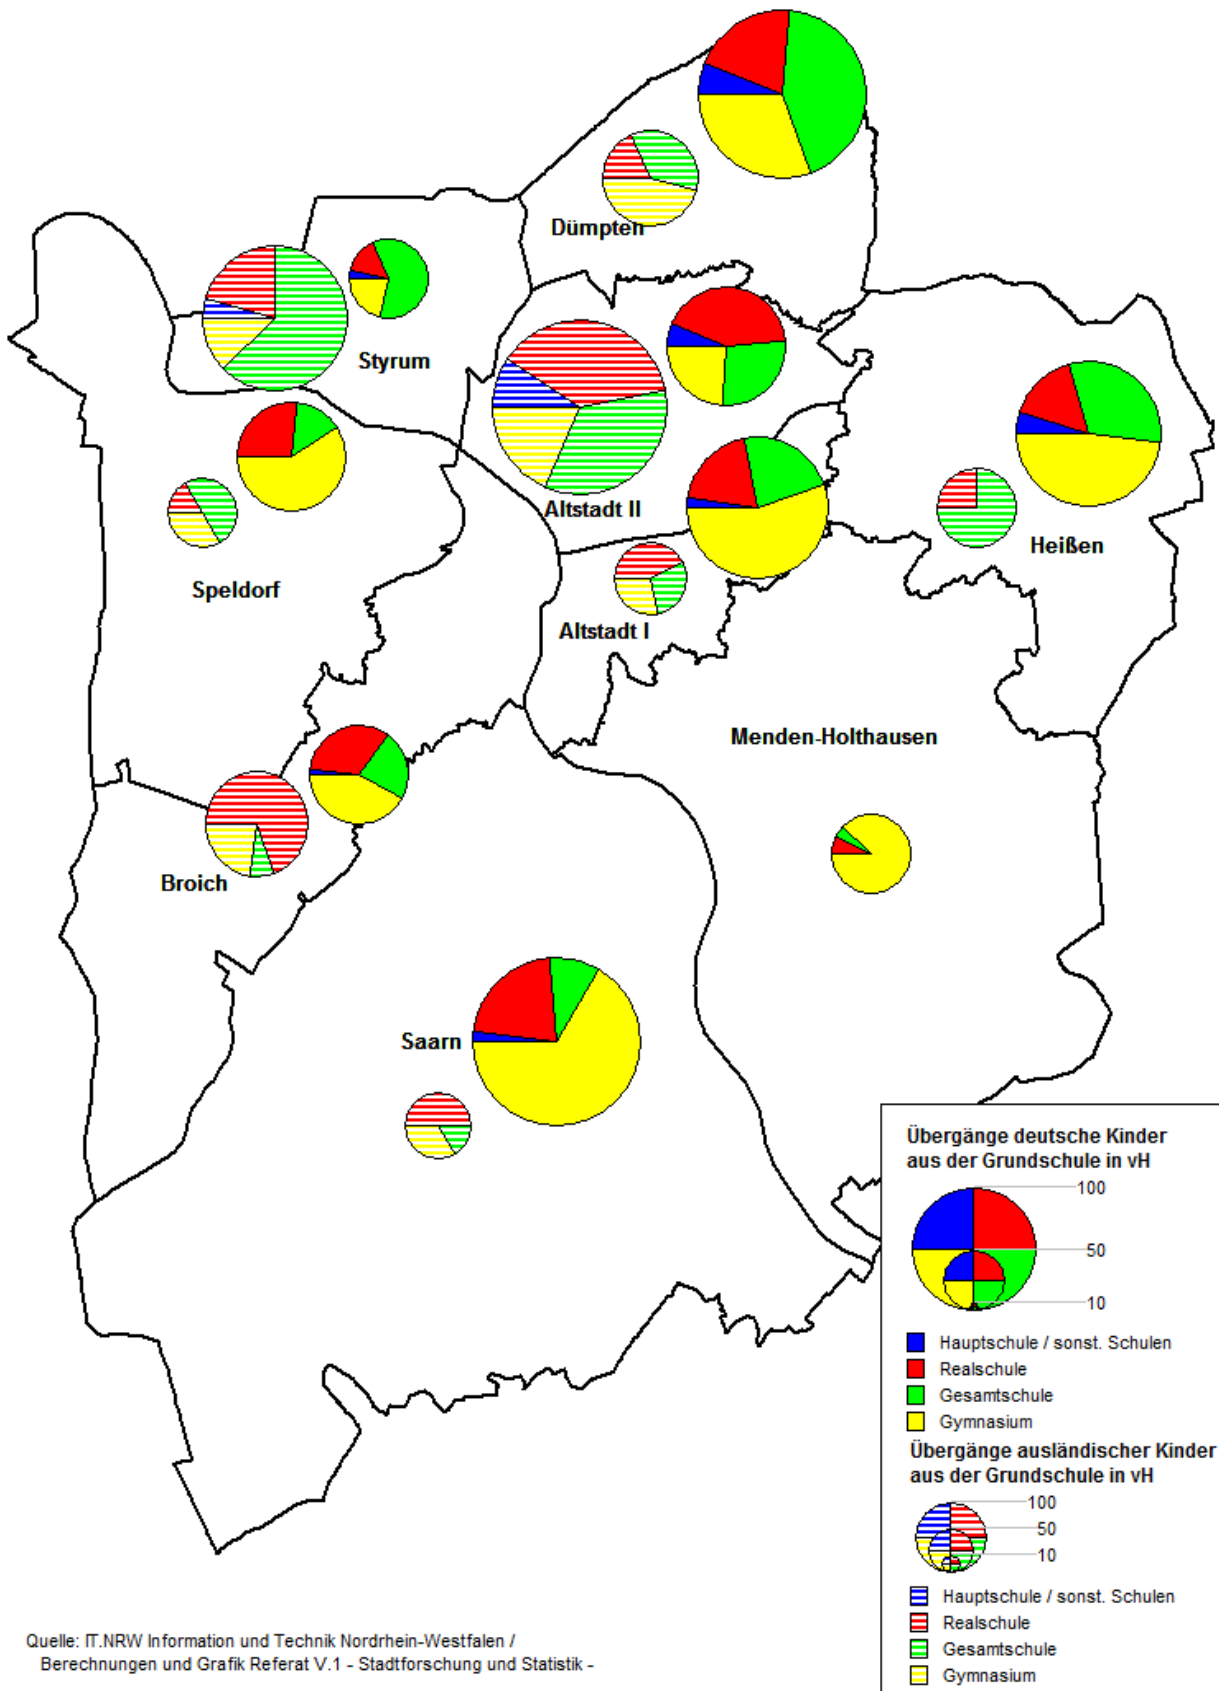 Dümpten
Styrum
Altstadt II
Heißen
Speldorf
Altstadt I
Menden-Holthausen
Broich
Saarn
Übergänge deutsche Kinder
aus der Grundschule in vH
100
50
10
Hauptschule / sonst. Schulen
Realschule
Gesamtschule
Gymnasium
Übergänge ausländischer Kinder
aus der Grundschule in vH
100
50
10
Hauptschule / sonst. Schulen
Realschule
Gesamtschule
Gymnasium
Quelle: IT.NRW Information und Technik Nordrhein-Westfalen /
Berechnungen und Grafik Referat V.1 - Stadtforschung und Statistik -